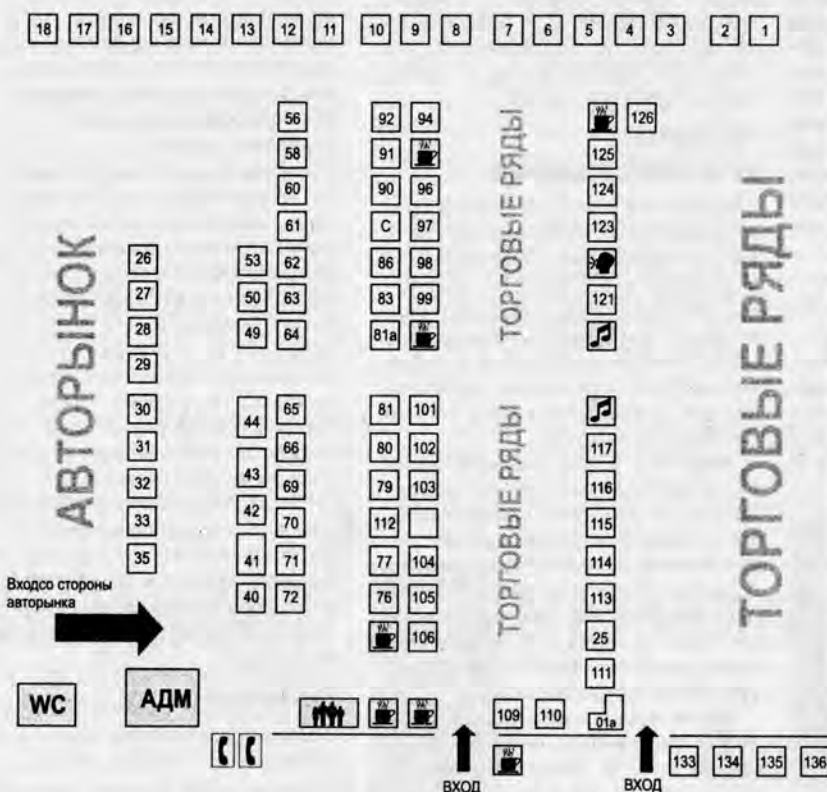 18 17 16 15 14 13 12 11 10 9 8 7 6 5 4 3 2 1
56 92 94 126
58 91 125
60 90 96 124
61 C 97 123
26 53 62 86 98
27 50 63 83 99 121
28 49 64 81а
29
30 44 65 81 101
31 66 80 102 117
43
32 69 79 103 116
42
33 70 112 115
35 41 71 77 104 114
40 72 76 105 113
106 25
111
АВТОРЫНОК
ТОРГОВЫЕ РЯДЫ
ТОРГОВЫЕ РЯДЫ
ТОРГОВЫЕ РЯДЫ
Входсо стороны
авторынка
WC АДМ
109 110 01а
133 134 135 136
ВХОД ВХОД